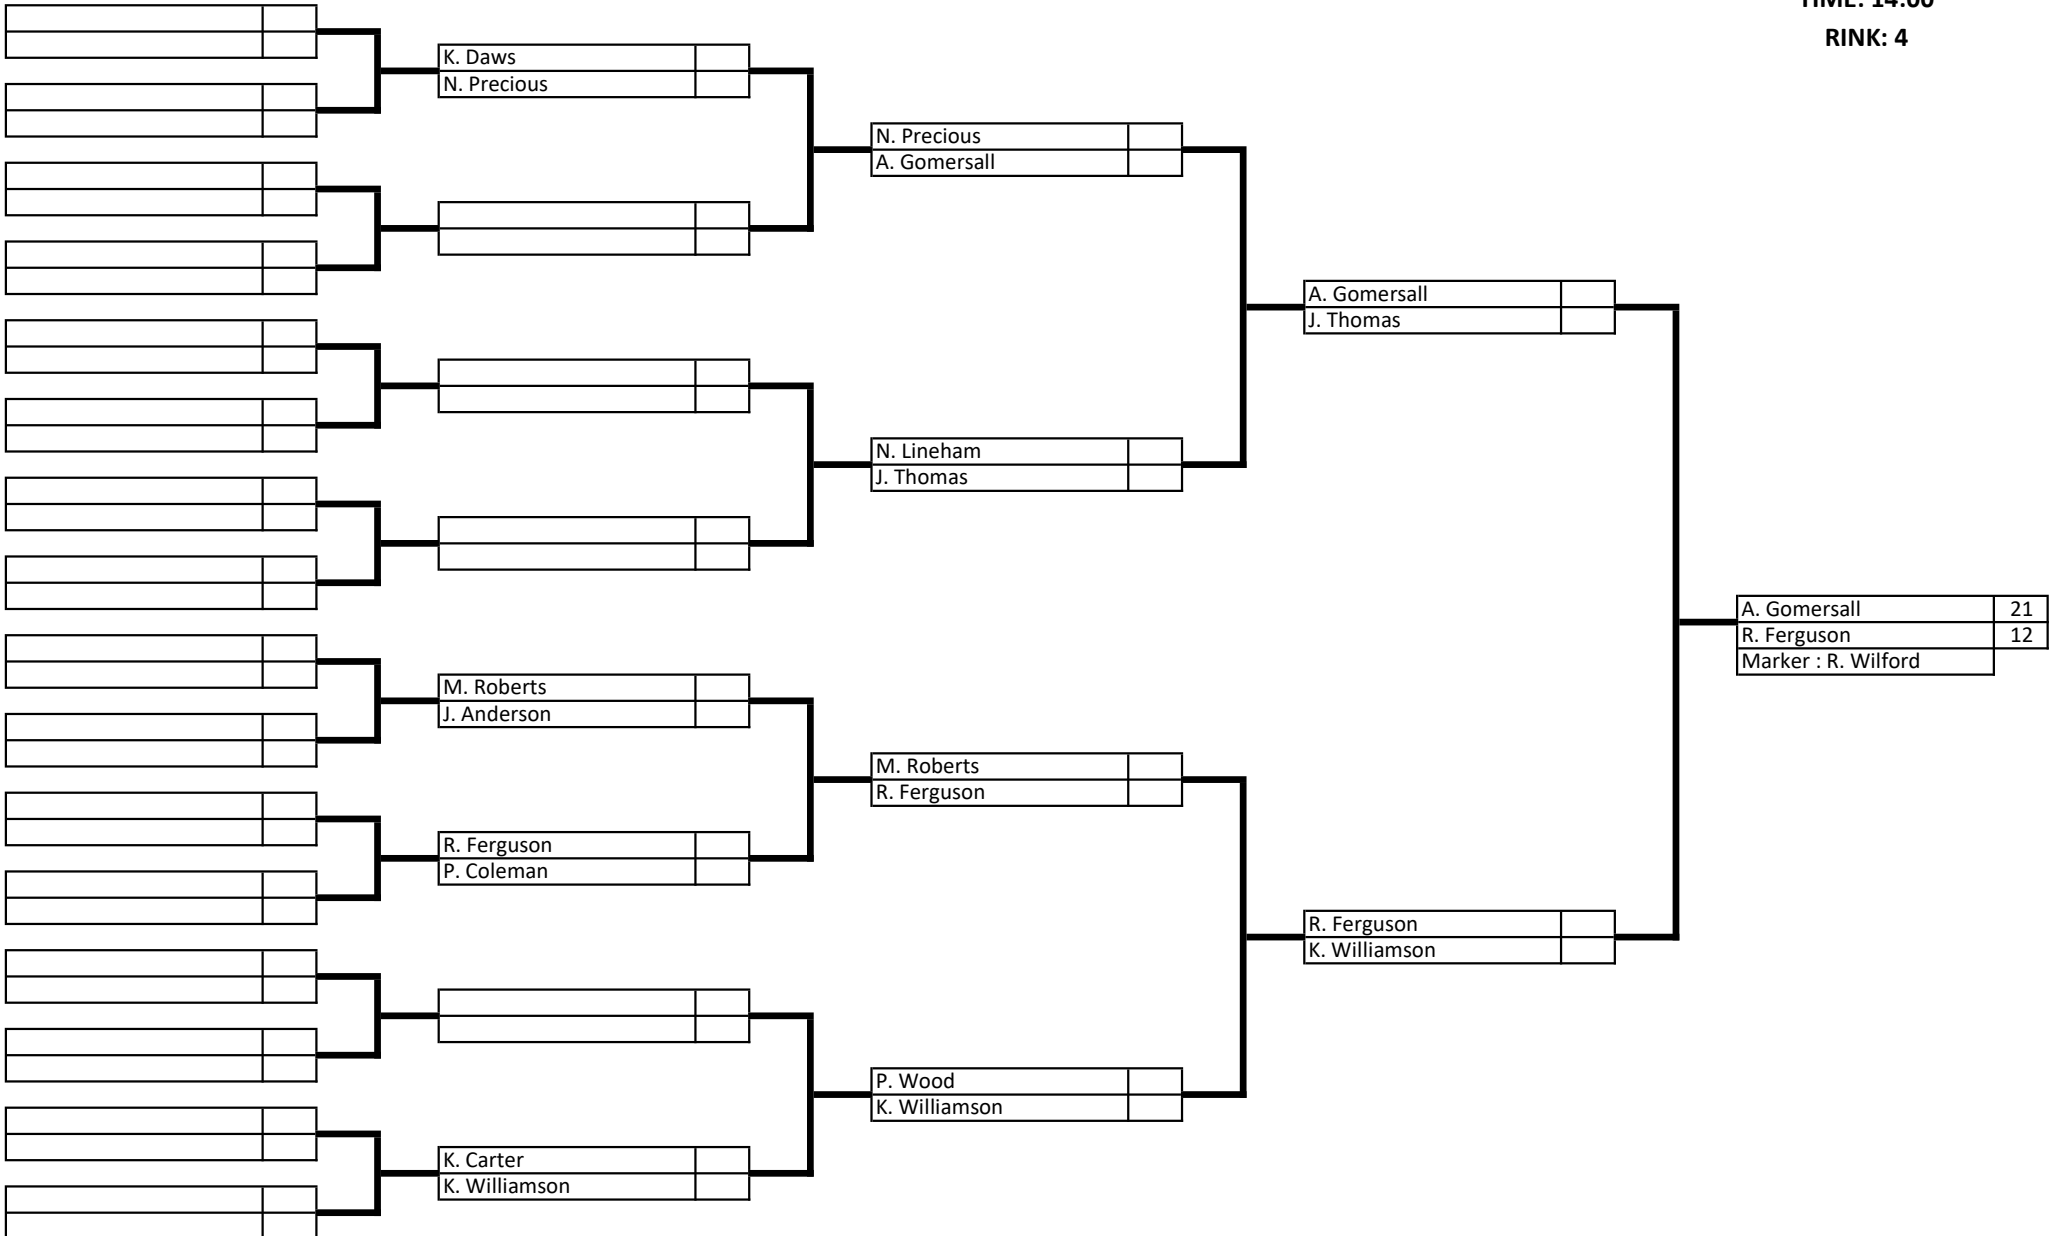 TIME: 14:00
RINK: 4
K. Daws
N. Precious
N. Precious
A. Gomersall
A. Gomersall
J. Thomas
N. Lineham
J. Thomas
A. Gomersall 21
R. Ferguson 12
Marker : R. Wilford
M. Roberts
J. Anderson
M. Roberts
R. Ferguson
R. Ferguson
P. Coleman
R. Ferguson
K. Williamson
P. Wood
K. Williamson
K. Carter
K. Williamson